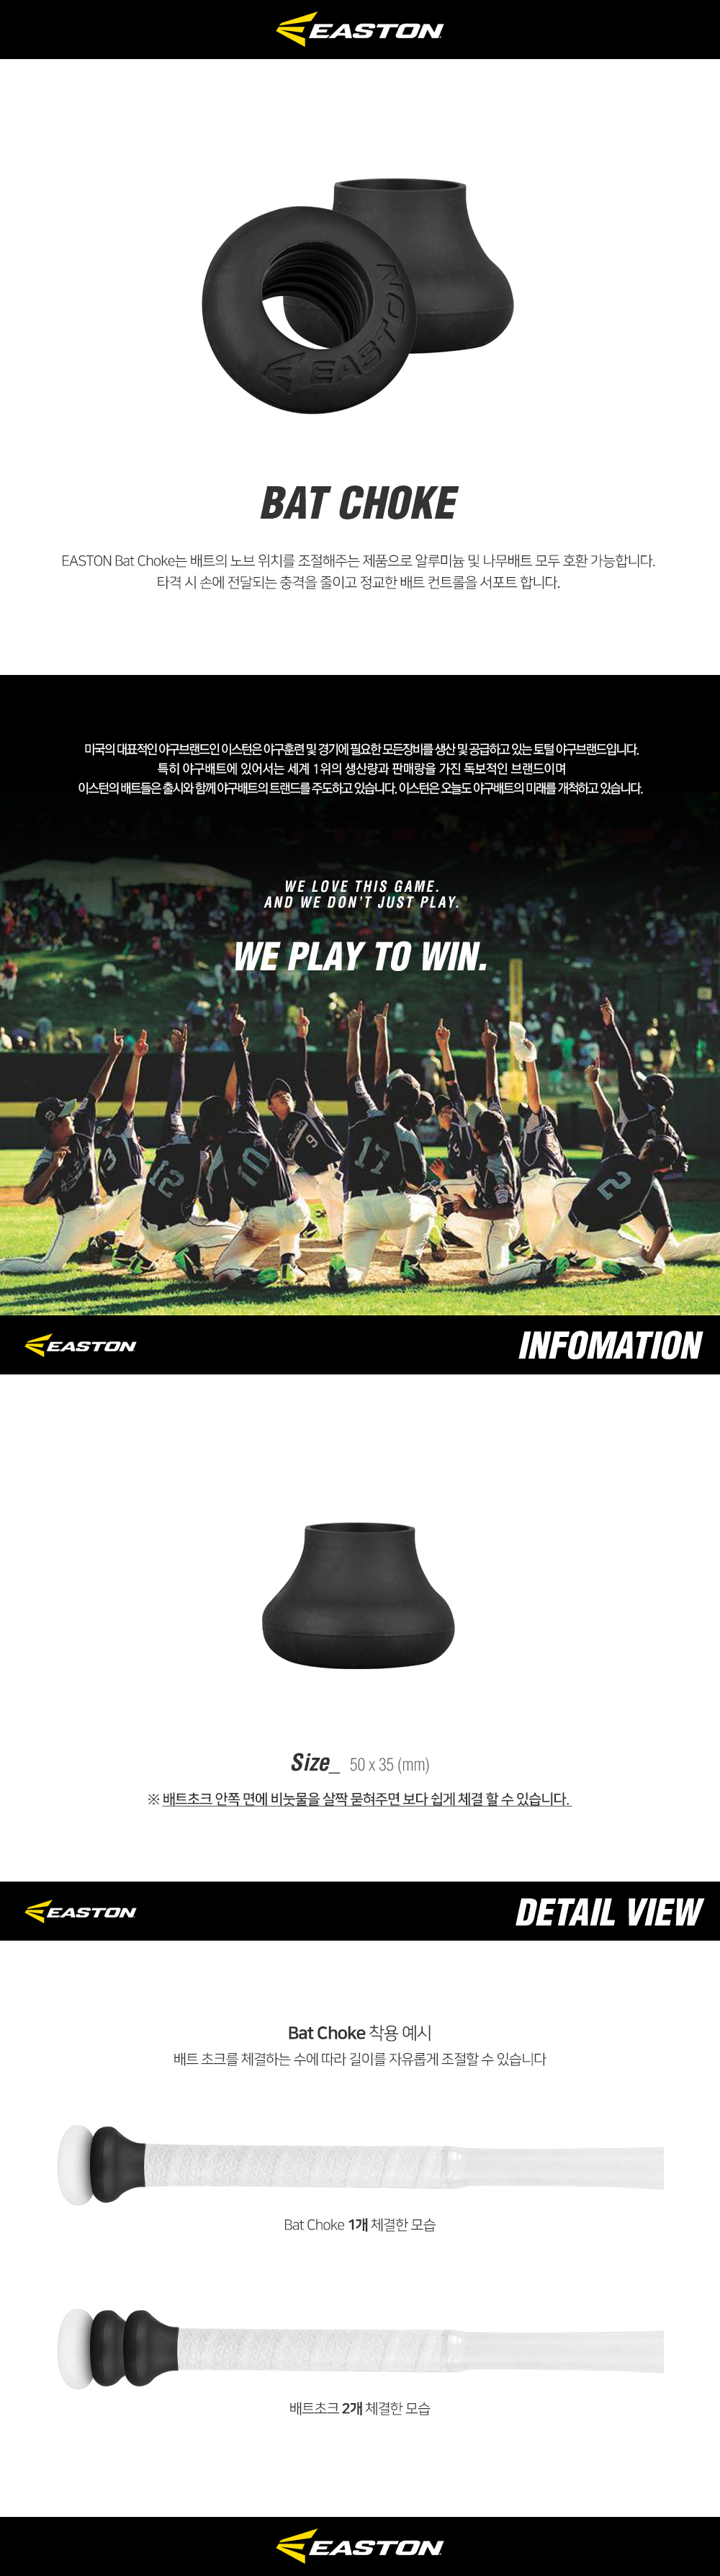 EASTON
EASTON
BAT CHOKE
EASTON Bat Choke는 배트의 노브 위치를 조절해주는 제품으로 알루미늄 및 나무배트 모두 호환 가능합니다.
타격 시 손에 전달되는 충격을 줄이고 정교한 배트 컨트롤을 서포트 합니다.
미국의 대표적인 야구브랜드인 이스턴은 야구훈련 및 경기에 필요한 모든장비를 생산 및 공급하고 있는 토털 야구브랜드입니다.
특히 야구배트에 있어서는 세계 1위의 생산량과 판매량을 가진 독보적인 브랜드이며
이스턴의 배트들은 출시와 함께 야구배트의 트랜드를 주도하고 있습니다. 이스턴은 오늘도 야구배트의 미래를 개척하고 있습니다.
WE LOVE THIS GAME.
AND WE DON'T JUST PLAY.
WE PLAY TO WIN.
3
12
10
9
17
2
EASTON
INFOMATION
Size_ 50 x 35 (mm)
※ 배트초크 안쪽 면에 비눗물을 살짝 묻혀주면 보다 쉽게 체결 할 수 있습니다.
EASTON
DETAIL VIEW
Bat Choke 착용 예시
배트 초크를 체결하는 수에 따라 길이를 자유롭게 조절할 수 있습니다
Bat Choke 1개 체결한 모습
배트초크 2개 체결한 모습
EASTON